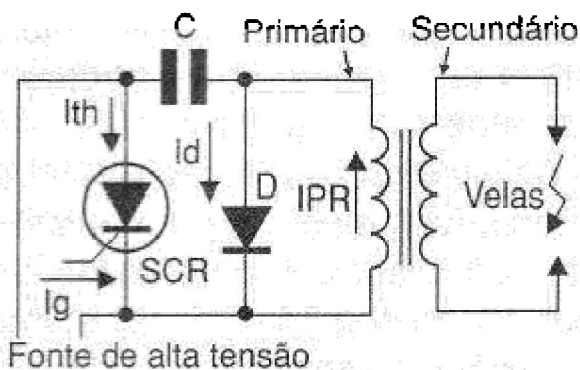 C
Primário
Secundário
Ith
Id
D
IPR
Velas
SCR
Ig
Fonte de alta tensão